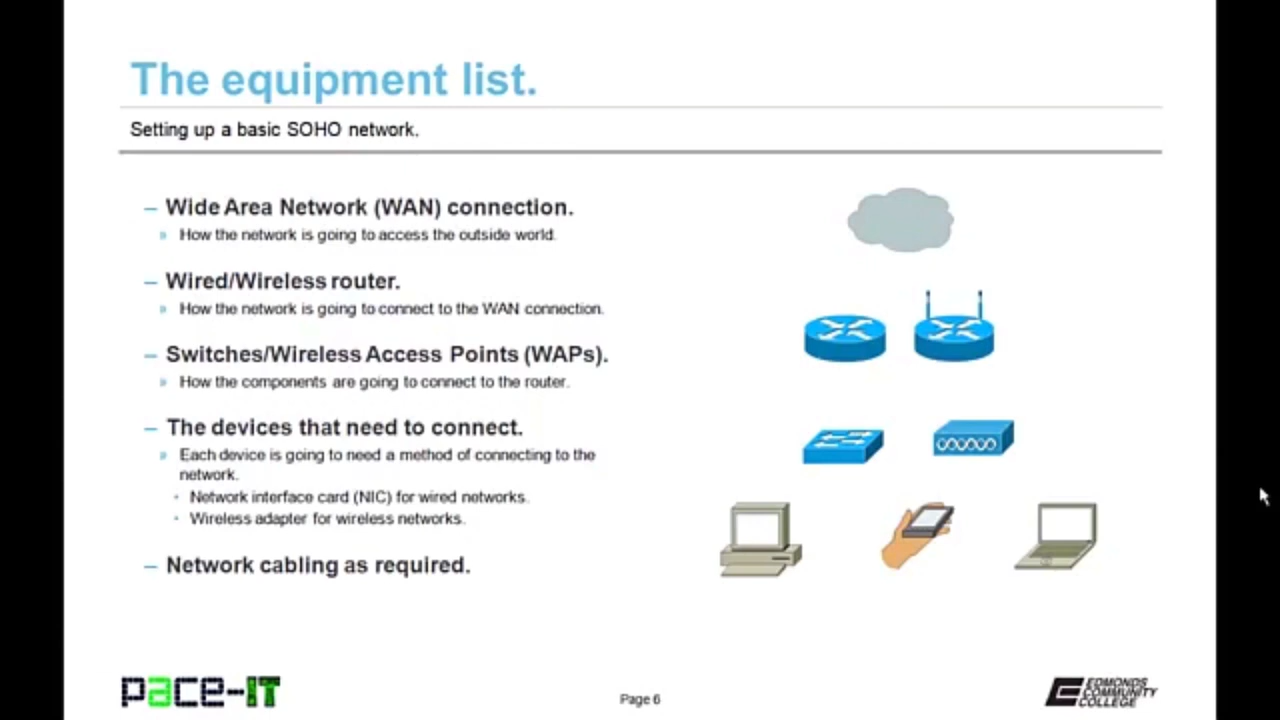 The equipment list.
Setting up a basic SOHO network.
– Wide Area Network (WAN) connection.
» How the network is going to access the outside world.
– Wired/Wireless router.
» How the network is going to connect to the WAN connection.
– Switches/Wireless Access Points (WAPs).
» How the components are going to connect to the router.
– The devices that need to connect.
» Each device is going to need a method of connecting to the
network.
• Network interface card (NIC) for wired networks.
• Wireless adapter for wireless networks.
– Network cabling as required.
pace-IT
Page 6
EDMONDS
COMMUNITY
COLLEGE